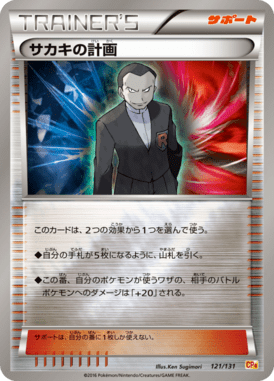 TRAINER'S
サポート
サカキの計画
このカードは、2つの効果から1つを選んで使う。
◆自分の手札が5枚になるように、山札を引く。
◆この番、自分のポケモンが使うワザの、相手のバトル
ポケモンへのダメージは「+20」される。
サポートは、自分の番に1枚しか使えない。
Illus.Ken Sugimori
CP4
121/131
©2016 Pokémon/Nintendo/Creatures/GAME FREAK.